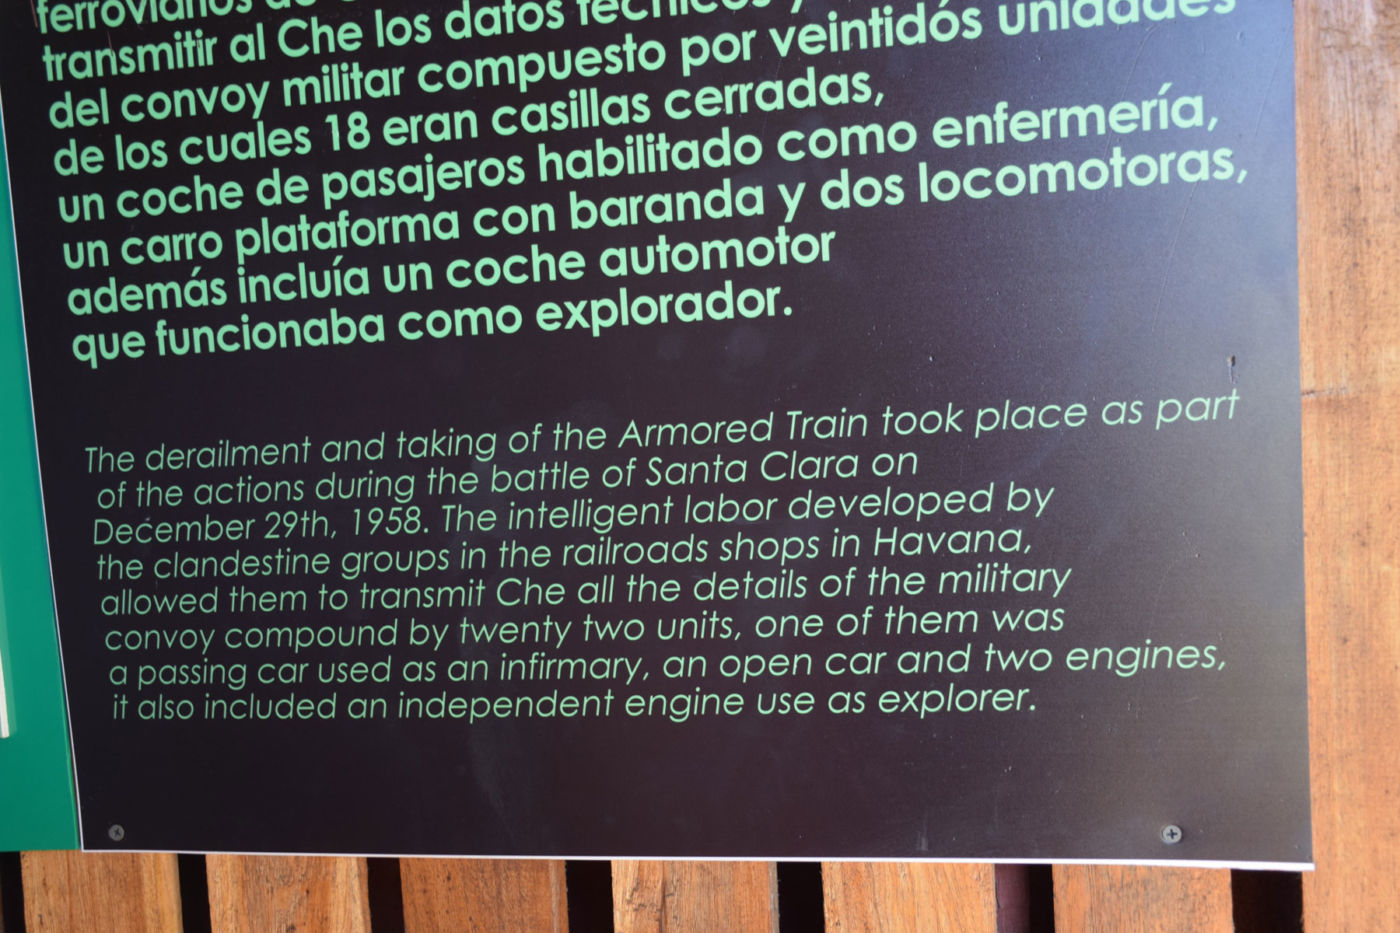 ferroviarios de
transmitir al Che los datos técnicos y
del convoy militar compuesto por veintidós unidades
de los cuales 18 eran casillas cerradas,
un coche de pasajeros habilitado como enfermería,
un carro plataforma con baranda y dos locomotoras,
además incluía un coche automotor
que funcionaba como explorador.
The derailment and taking of the Armored Train took place as part
of the actions during the battle of Santa Clara on
December 29th, 1958. The intelligent labor developed by
the clandestine groups in the railroads shops in Havana,
allowed them to transmit Che all the details of the military
convoy compound by twenty two units, one of them was
a passing car used as an infirmary, an open car and two engines,
it also included an independent engine use as explorer.